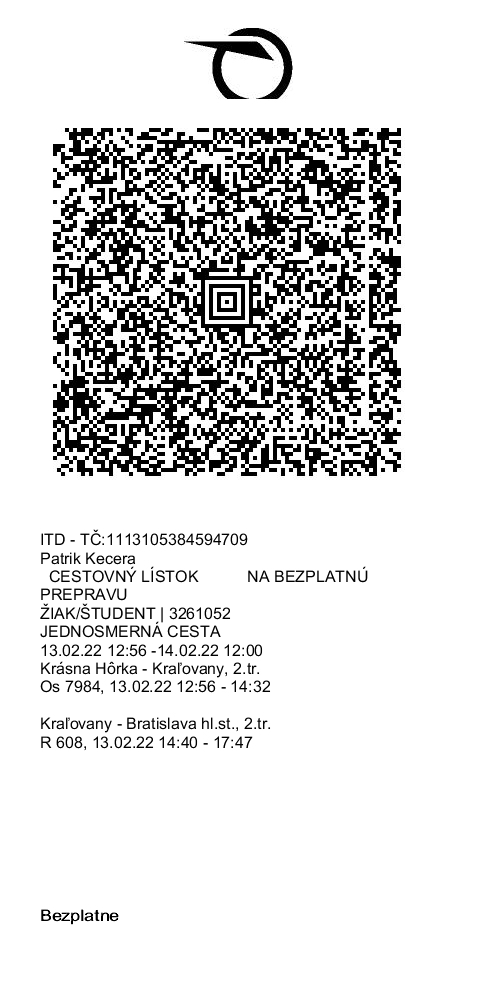 ITD - TČ:1113105384594709
Patrik Kecera
CESTOVNÝ LÍSTOK NA BEZPLATNÚ
PREPRAVU
ŽIAK/ŠTUDENT | 3261052
JEDNOSMERNÁ CESTA
13.02.22 12:56 -14.02.22 12:00
Krásna Hôrka - Kraľovany, 2.tr.
Os 7984, 13.02.22 12:56 - 14:32
Kraľovany - Bratislava hl.st., 2.tr.
R 608, 13.02.22 14:40 - 17:47
Bezplatne